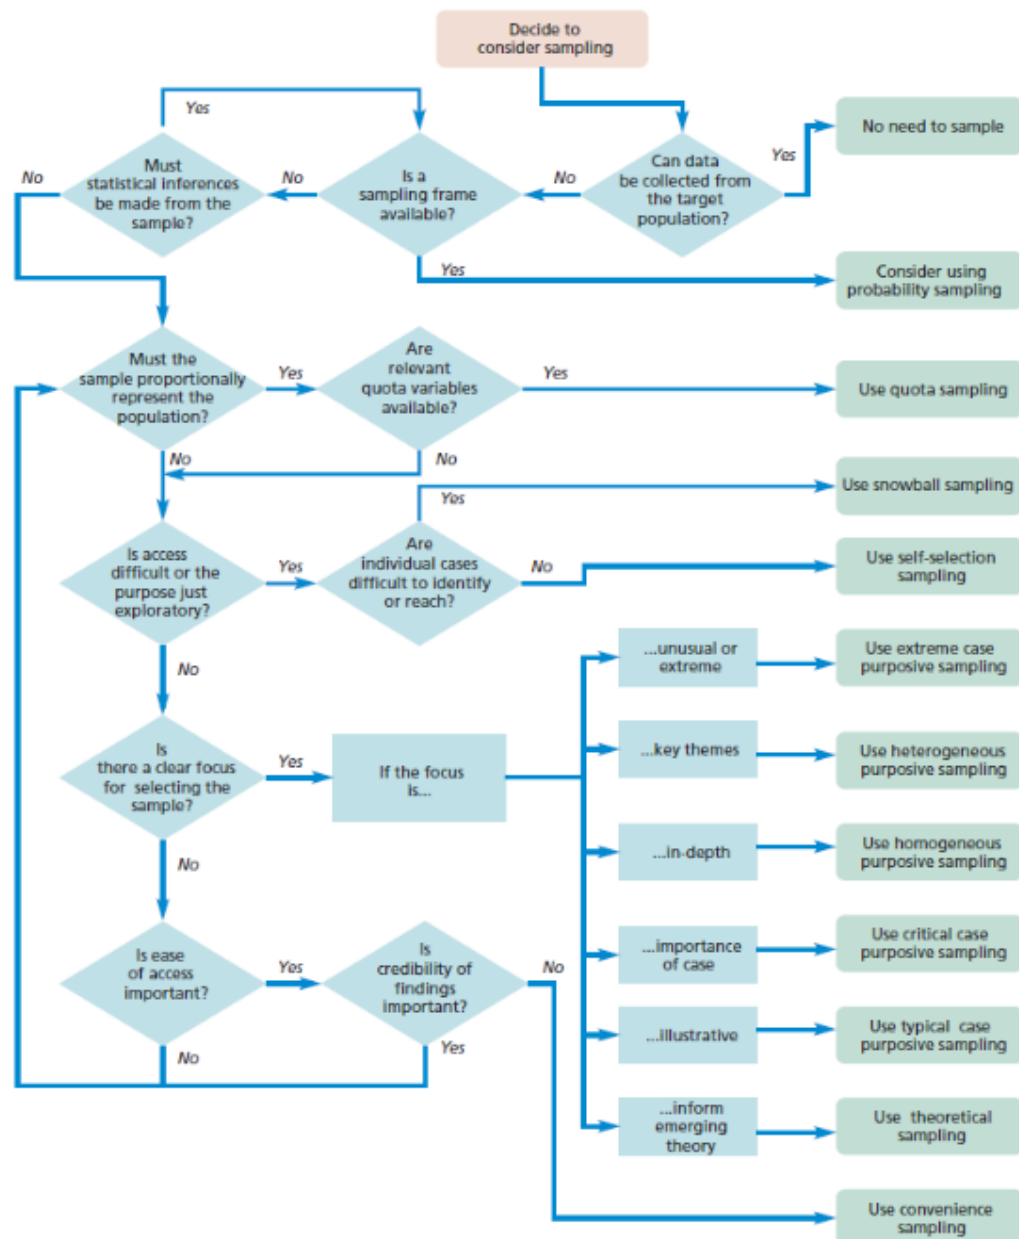 Decide to
consider sampling
Yes
No need to sample
No
Must
statistical inferences
be made from the
sample?
No
Is a
sampling frame
available?
No
Can data
be collected from
the target
population?
Yes
Yes
Consider using
probability sampling
Must the
sample proportionally
represent the
population?
Yes
Are
relevant
quota variables
available?
Yes
Use quota sampling
No
No
Yes
Use snowball sampling
Is access
difficult or the
purpose just
exploratory?
Yes
Are
individual cases
difficult to identify
or reach?
No
Use self-selection
sampling
No
...unusual or
extreme
Use extreme case
purposive sampling
Is
there a clear focus
for selecting the
sample?
Yes
If the focus
is...
...key themes
Use heterogeneous
purposive sampling
...in-depth
Use homogeneous
purposive sampling
No
Is ease
of access
important?
Yes
Is
credibility of
findings
important?
No
...importance
of case
Use critical case
purposive sampling
No
Yes
...illustrative
Use typical case
purposive sampling
...inform
emerging
theory
Use theoretical
sampling
Use convenience
sampling